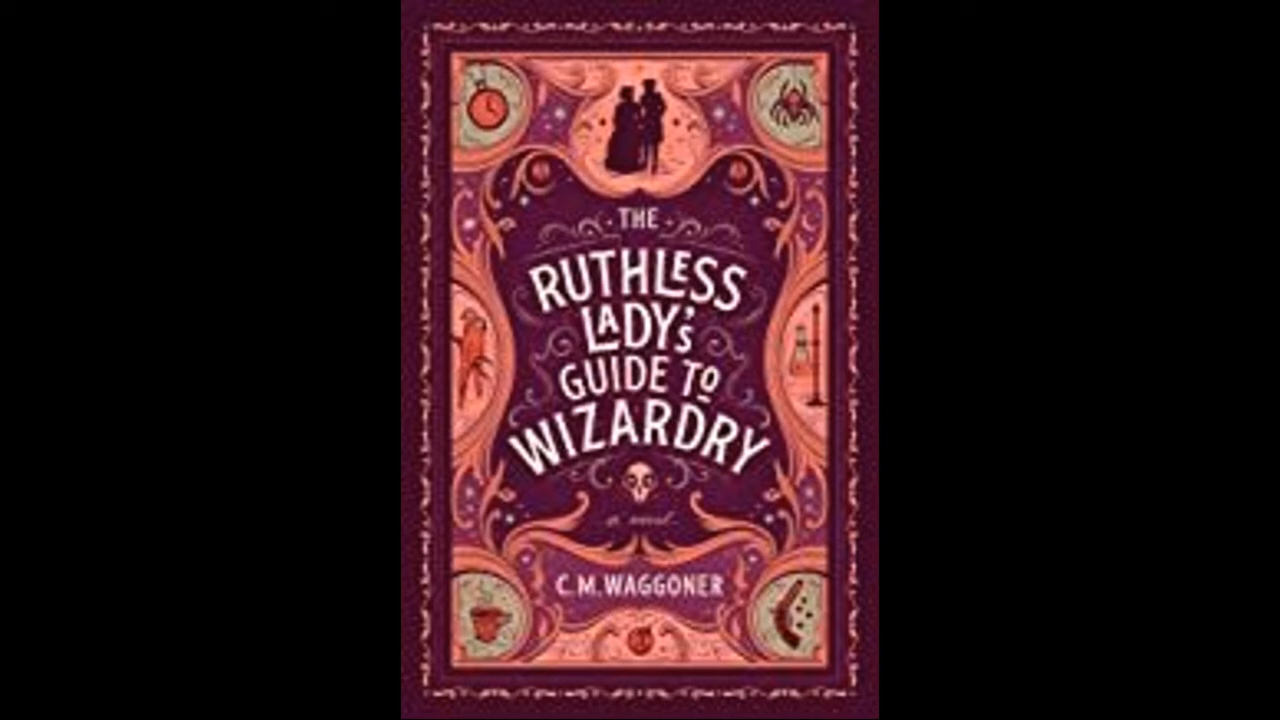 THE
RUTHLESS
LADY'S
GUIDE TO
WIZARDRY
a novel
C. M. WAGGONER